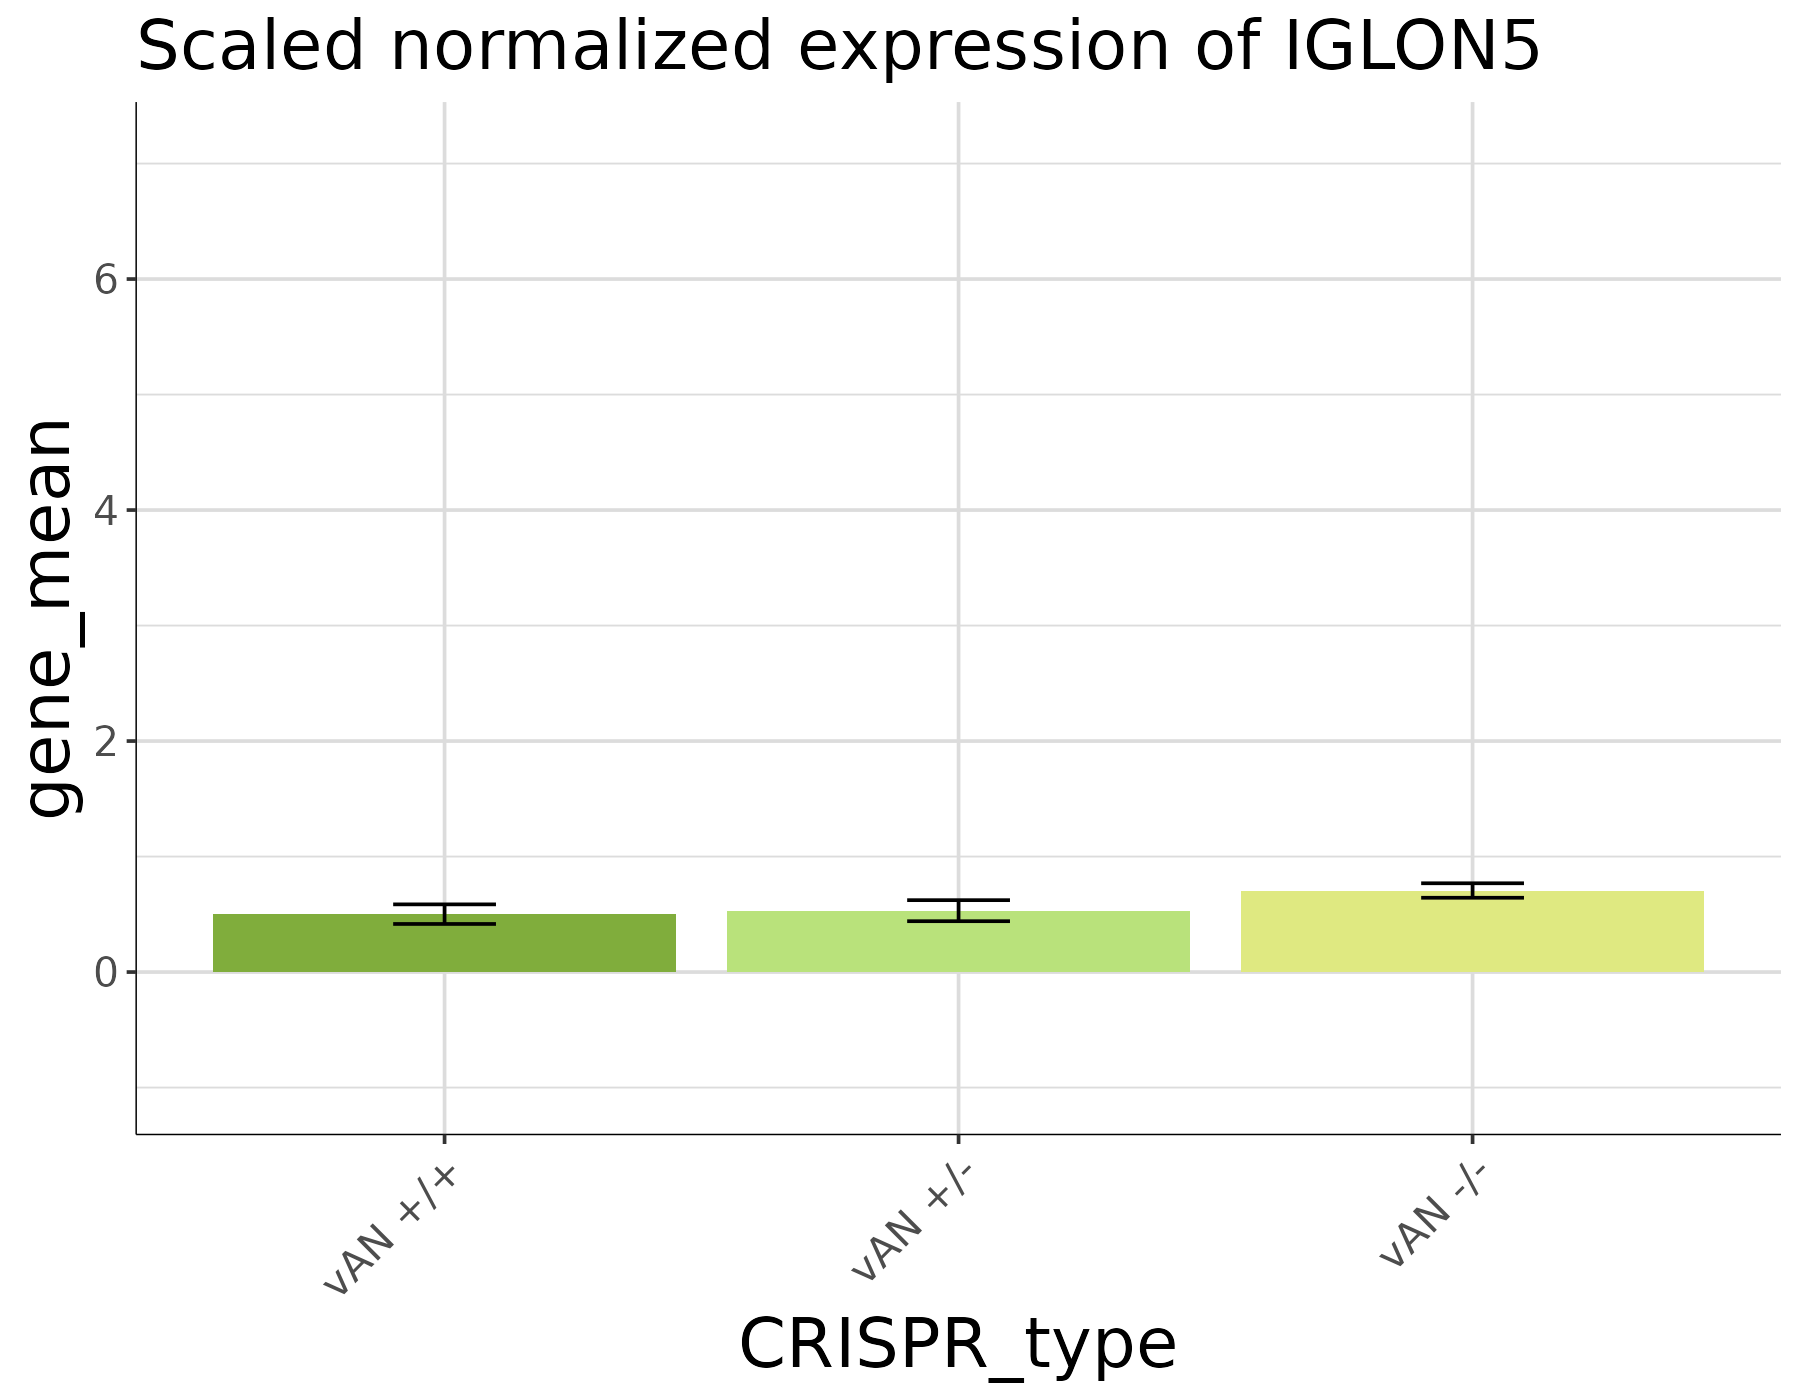 Scaled normalized expression of IGLON5
gene_mean
6
4
2
0
vAN +/+
vAN +/-
vAN -/-
CRISPR_type